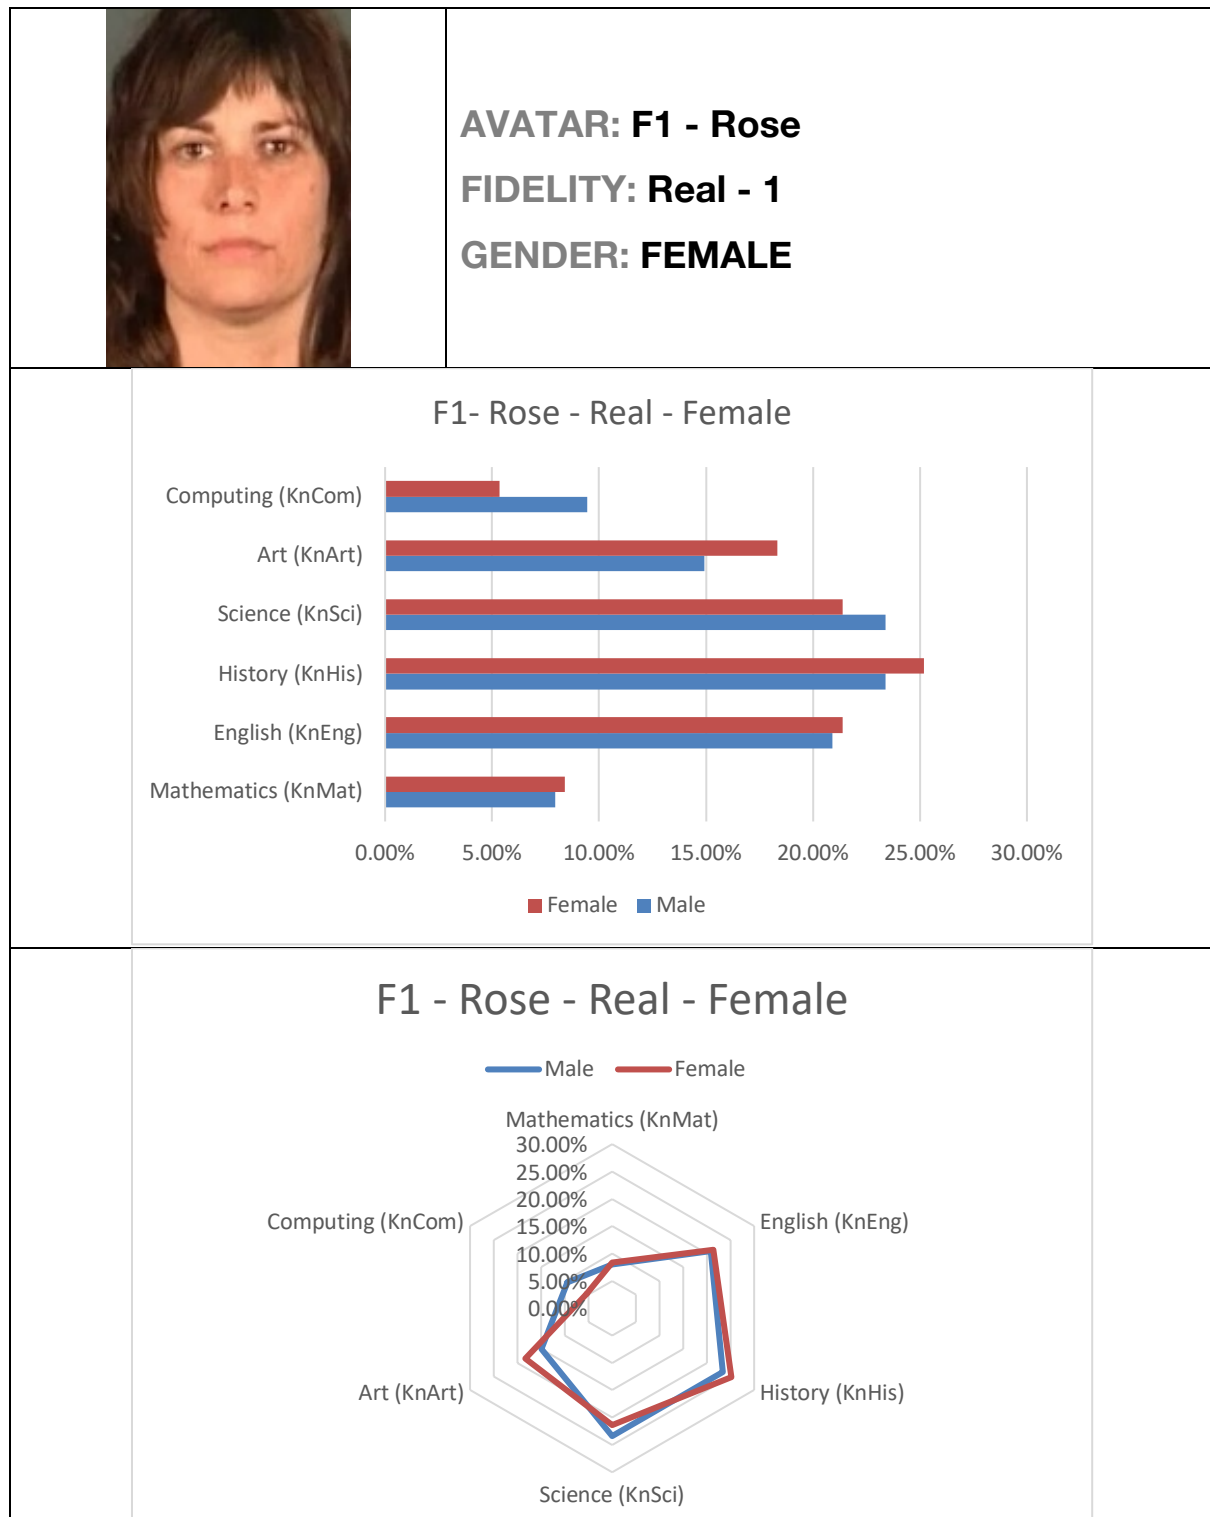 AVATAR: F1 - Rose
FIDELITY: Real - 1
GENDER: FEMALE
F1- Rose - Real - Female
Computing (KnCom)
Art (KnArt)
Science (KnSci)
History (KnHis)
English (KnEng)
Mathematics (KnMat)
0.00% 5.00% 10.00% 15.00% 20.00% 25.00% 30.00%
Female Male
F1 - Rose - Real - Female
Male Female
Mathematics (KnMat)
30.00%
25.00%
20.00%
15.00%
10.00%
5.00%
0.00%
Computing (KnCom)
English (KnEng)
Art (KnArt)
History (KnHis)
Science (KnSci)